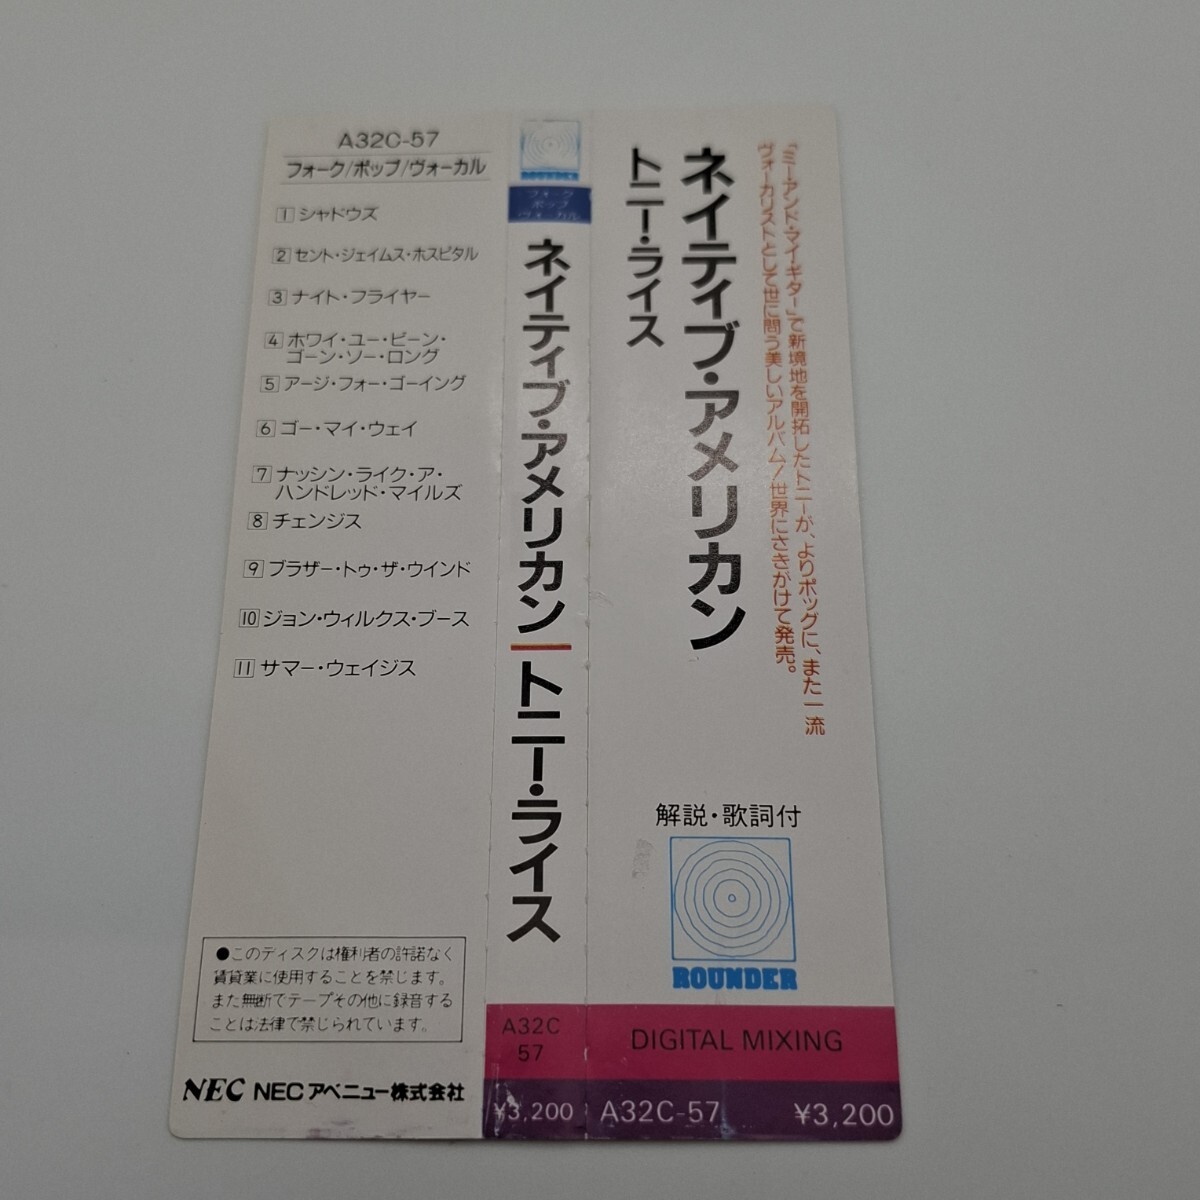 A32C-57
フォーク/ポップ/ヴォーカル
1 シャドウズ
2 セント・ジェイムス・ホスピタル
3 ナイト・フライヤー
4 ホワイ・ユー・ビーン・
ゴーン・ソー・ロング
5 アージ・フォー・ゴーイング
6 ゴー・マイ・ウェイ
7 ナッシン・ライク・ア・
ハンドレッド・マイルズ
8 チェンジス
9 ブラザー・トゥ・ザ・ウインド
10 ジョン・ウィルクス・ブース
11 サマー・ウェイジス
●このディスクは権利者の許諾なく
賃貸業に使用することを禁じます。
また無断でテープその他に録音する
ことは法律で禁じられています。
NEC NECアベニュー株式会社
ROUNDER
フォーク
ポップ
ヴォーカル
ネイティブ・アメリカン|トニー・ライス
A32C
57
¥3,200
「ミー・アンド・マイ・ギター」で新境地を開拓したトニーが、よりポップに、また一流
ヴォーカリストとして世に問う美しいアルバム!世界にさきがけて発売。
ネイティブ・アメリカン
トニー・ライス
解説・歌詞付
ROUNDER
DIGITAL MIXING
A32C-57 ¥3,200